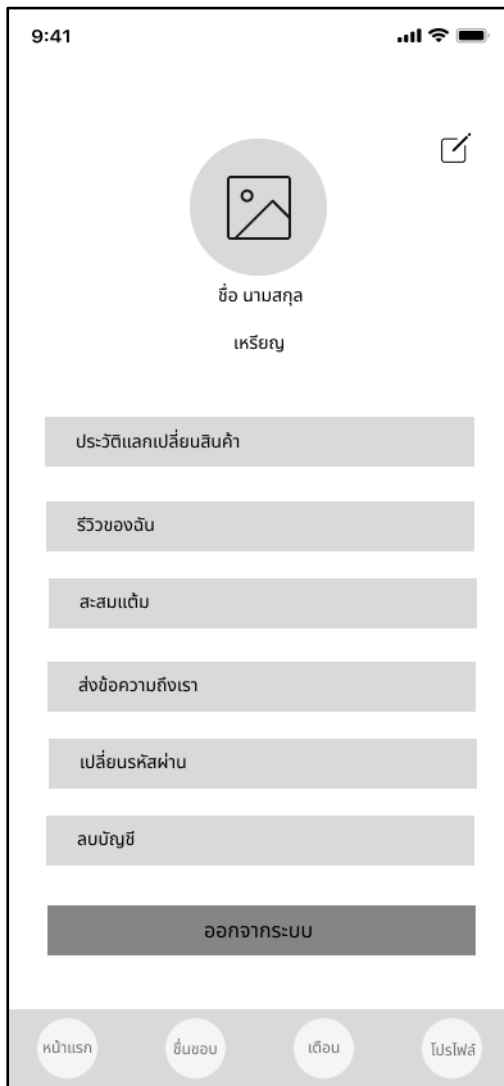 9:41
ชื่อ นามสกุล
เหรียญ
ประวัติแลกเปลี่ยนสินค้า
รีวิวของฉัน
สะสมแต้ม
ส่งข้อความถึงเรา
เปลี่ยนรหัสผ่าน
ลบบัญชี
ออกจากระบบ
หน้าแรก ชื่นชอบ เตือน โปรไฟล์